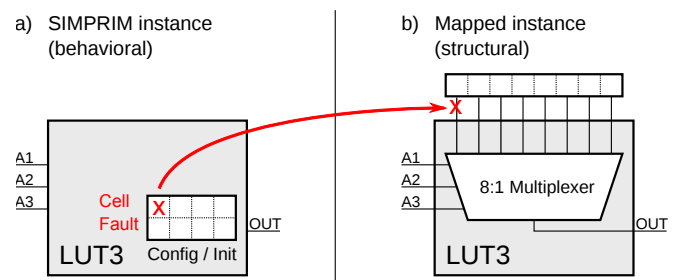 a) SIMPRIM instance
(behavioral)
A1
A2
A3
Cell
Fault
X
OUT
LUT3
Config / Init
b) Mapped instance
(structural)
X
A1
A2
A3
8:1 Multiplexer
OUT
LUT3